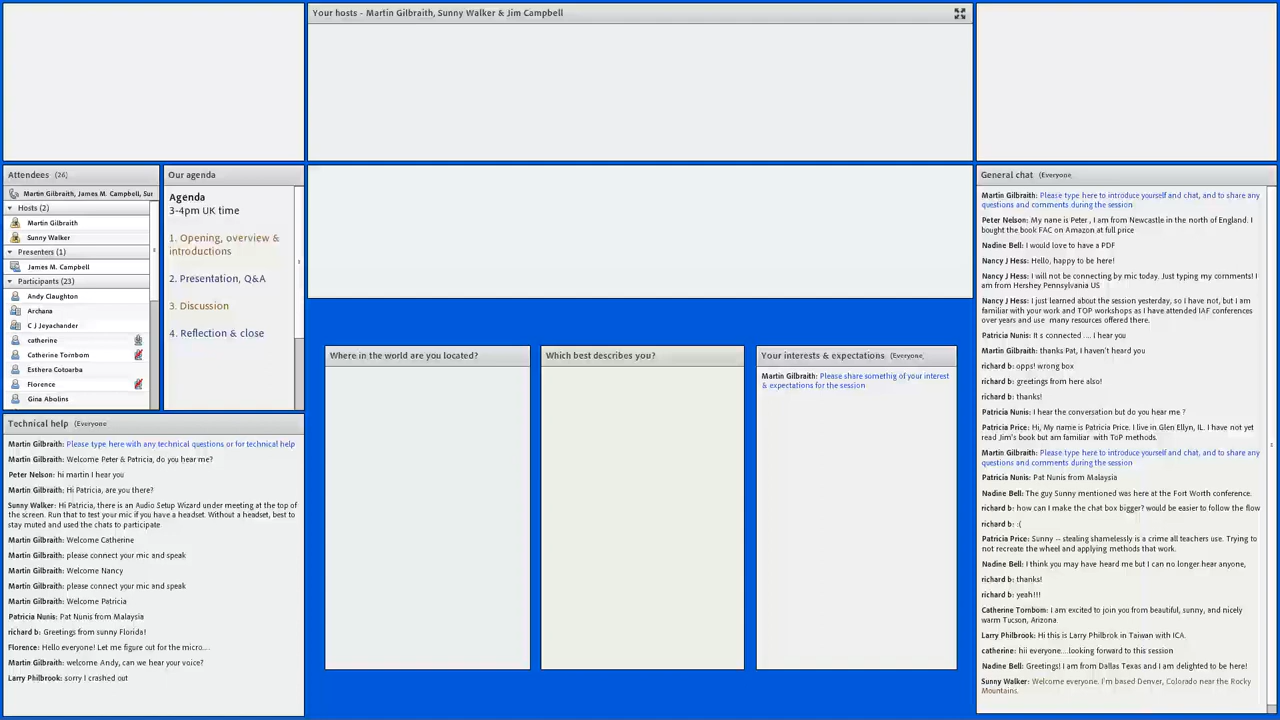 Your hosts - Martin Gilbraith, Sunny Walker & Jim Campbell
Attendees (26)
Martin Gilbraith, James M. Campbell, Sur
Hosts (2)
Martin Gilbraith
Sunny Walker
Presenters (1)
James M. Campbell
Participants (23)
Andy Claughton
Archana
C J Jeyachander
catherine
Catherine Tornbom
Esthera Cotoarba
Florence
Gina Abolins
Our agenda
Agenda
3-4pm UK time
1. Opening, overview &
introductions
2. Presentation, Q&A
3. Discussion
4. Reflection & close
Technical help (Everyone
Martin Gilbraith: Please type here with any technical questions or for technical help
Martin Gilbraith: Welcome Peter & Patricia, do you hear me?
Peter Nelson: hi martin I hear you
Martin Gilbraith: Hi Patricia, are you there?
Sunny Walker: Hi Patricia, there is an Audio Setup Wizard under meeting at the top of
the screen. Run that to test your mic if you have a headset. Without a headset, best to
stay muted and used the chats to participate
Martin Gilbraith: Welcome Catherine
Martin Gilbraith: please connect your mic and speak
Martin Gilbraith: Welcome Nancy
Martin Gilbraith: please connect your mic and speak
Martin Gilbraith: Welcome Patricia
Patricia Nunis: Pat Nunis from Malaysia
richard b: Greetings from sunny Florida!
Florence: Hello everyone! Let me figure out for the micro....
Martin Gilbraith: welcome Andy, can we hear your voice?
Larry Philbrook: sorry I crashed out
Where in the world are you located?
Which best describes you?
Your interests & expectations (Everyone
Martin Gilbraith: Please share somethig of your interest
& expectations for the session
General chat (Everyone
Martin Gilbraith: Please type here to introduce yourself and chat, and to share any
questions and comments during the session
Peter Nelson: My name is Peter , I am from Newcastle in the north of England. I
bought the book FAC on Amazon at full price
Nadine Bell: I would love to have a PDF
Nancy J Hess: Hello, happy to be here!
Nancy J Hess: I will not be connecting by mic today. Just typing my comments! I
am from Hershey Pennsylvania US
Nancy J Hess: I just learned about the session yesterday, so I have not, but I am
familiar with your work and TOP workshops as I have attended IAF conferences
over years and use many resources offered there.
Patricia Nunis: It s connected .... i hear you
Martin Gilbraith: thanks Pat, I haven't heard you
richard b: opps! wrong box
richard b: greetings from here also!
richard b: thanks!
Patricia Nunis: I hear the conversation but do you hear me ?
Patricia Price: Hi, My name is Patricia Price. I live in Glen Ellyn, IL. I have not yet
read Jim's book but am familiar with ToP methods.
Martin Gilbraith: Please type here to introduce yourself and chat, and to share any
questions and comments during the session
Patricia Nunis: Pat Nunis from Malaysia
Nadine Bell: The guy Sunny mentioned was here at the Fort Worth conference.
richard b: how can I make the chat box bigger? would be easier to follow the flow
richard b: :(
Patricia Price: Sunny -- stealing shamelessly is a crime all teachers use. Trying to
not recreate the wheel and applying methods that work.
Nadine Bell: I think you may have heard me but I can no longer hear anyone,
richard b: thanks!
richard b: yeah!!!
Catherine Tornbom: I am excited to join you from beautiful, sunny, and nicely
warm Tucson, Arizona.
Larry Philbrook: Hi this is Larry Philbrok in Taiwan with ICA.
catherine: hii everyone....looking forward to this session
Nadine Bell: Greetings! I am from Dallas Texas and I am delighted to be here!
Sunny Walker: Welcome everyone. I'm based Denver, Colorado near the Rocky
Mountains.